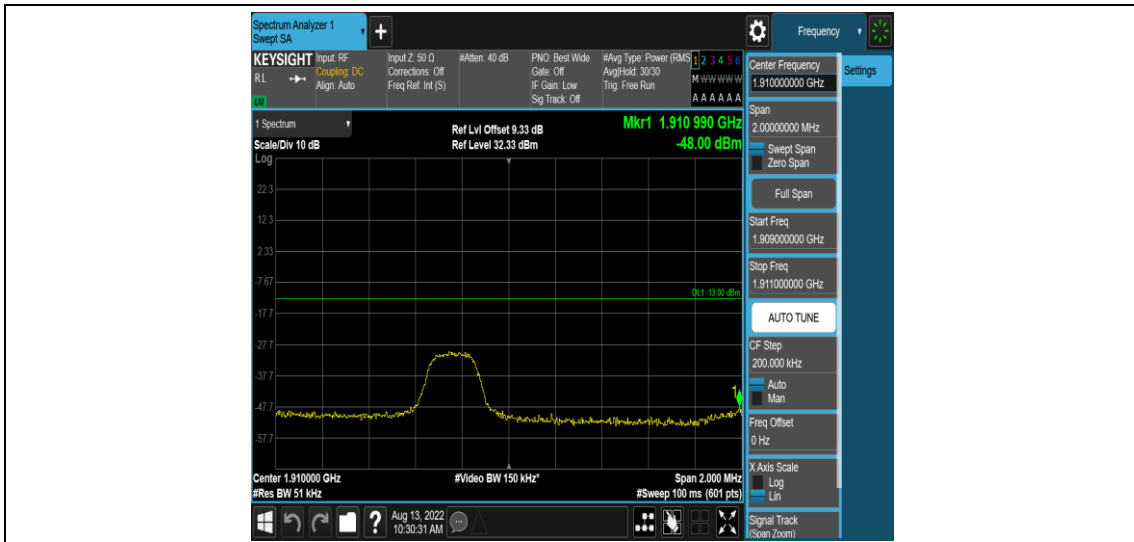 Spectrum Analyzer 1
Swept SA
+
Frequency
KEYSIGHT
RL
LM
Input: RF
Coupling: DC
Align: Auto
Input Z: 50 Ω
Corrections: Off
Freq Ref: Int (S)
#Atten: 40 dB
PNO: Best Wide
Gate: Off
IF Gain: Low
Sig Track: Off
#Avg Type: Power (RMS
Avg|Hold: 30/30
Trig: Free Run
1 2 3 4 5 6
M W W W W W
A A A A A A
1 Spectrum
Scale/Div 10 dB
Ref Lvl Offset 9.33 dB
Ref Level 32.33 dBm
Mkr1 1.910 990 GHz
-48.00 dBm
Log
22.3
12.3
2.33
-7.67
DL1 -13.00 dBm
-17.7
-27.7
-37.7
1
-47.7
-57.7
Center 1.910000 GHz
#Res BW 51 kHz
#Video BW 150 kHz*
Span 2.000 MHz
#Sweep 100 ms (601 pts)
Center Frequency
1.910000000 GHz
Settings
Span
2.00000000 MHz
Swept Span
Zero Span
Full Span
Start Freq
1.909000000 GHz
Stop Freq
1.911000000 GHz
AUTO TUNE
CF Step
200.000 kHz
Auto
Man
Freq Offset
0 Hz
X Axis Scale
Log
Lin
Signal Track
(Span Zoom)
?
Aug 13, 2022
10:30:31 AM